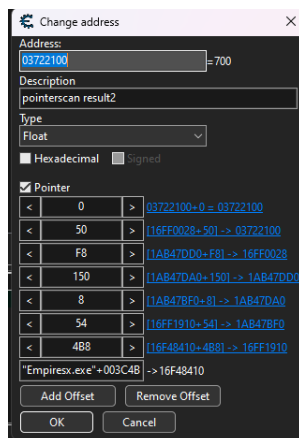 Change address
Address:
03722100 =700
Description
pointerscan result2
Type
Float
Hexadecimal Signed
Pointer
< 0 > 03722100+0 = 03722100
< 50 > [16FF0028+50] -> 03722100
< F8 > [1AB47DD0+F8] -> 16FF0028
< 150 > [1AB47DA0+150] -> 1AB47DD0
< 8 > [1AB47BF0+8] -> 1AB47DA0
< 54 > [16FF1910+54] -> 1AB47BF0
< 4B8 > [16F48410+4B8] -> 16FF1910
"Empiresx.exe"+003C4B ->16F48410
Add Offset Remove Offset
OK Cancel